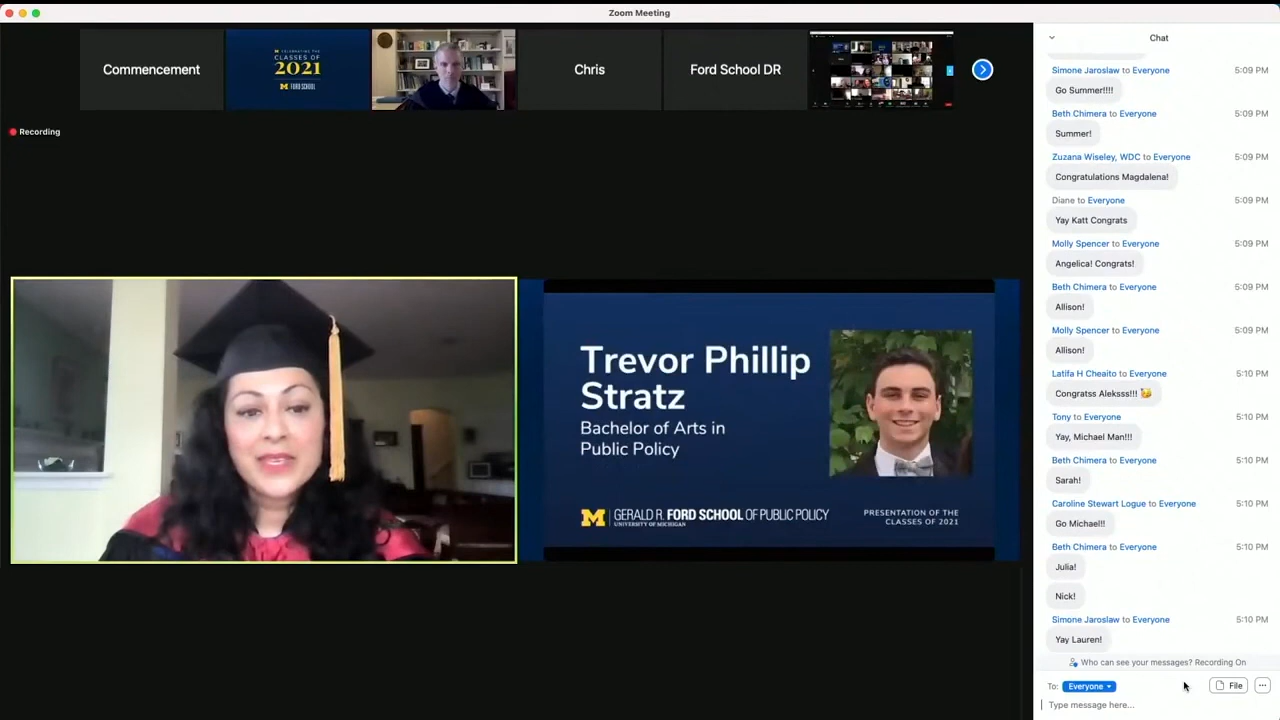 Zoom Meeting
Commencement
CELEBRATING THE
CLASSES OF
2021
M FORD SCHOOL
Chris
Ford School DR
Recording
Trevor Phillip
Stratz
Bachelor of Arts in
Public Policy
M GERALD R. FORD SCHOOL OF PUBLIC POLICY
UNIVERSITY OF MICHIGAN
PRESENTATION OF THE
CLASSES OF 2021
Chat
Simone Jaroslaw to Everyone 5:09 PM
Go Summer!!!!
Beth Chimera to Everyone 5:09 PM
Summer!
Zuzana Wiseley, WDC to Everyone 5:09 PM
Congratulations Magdalena!
Diane to Everyone 5:09 PM
Yay Katt Congrats
Molly Spencer to Everyone 5:09 PM
Angelica! Congrats!
Beth Chimera to Everyone 5:09 PM
Allison!
Molly Spencer to Everyone 5:09 PM
Allison!
Latifa H Cheaito to Everyone 5:10 PM
Congratss Aleksss!!! 🥳
Tony to Everyone 5:10 PM
Yay, Michael Man!!!
Beth Chimera to Everyone 5:10 PM
Sarah!
Caroline Stewart Logue to Everyone 5:10 PM
Go Michael!!
Beth Chimera to Everyone 5:10 PM
Julia!
Nick!
Simone Jaroslaw to Everyone 5:10 PM
Yay Lauren!
Who can see your messages? Recording On
To: Everyone File ...
Type message here...